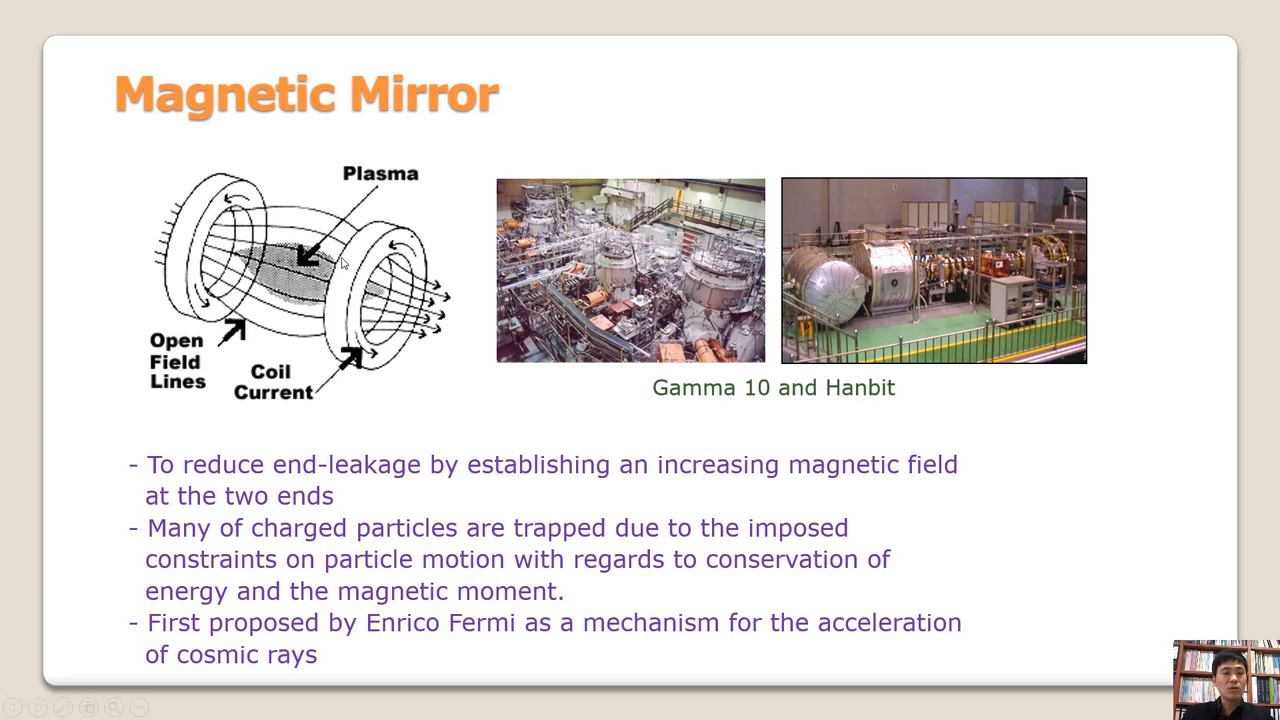 Magnetic Mirror
Plasma
Open
Field
Lines
Coil
Current
Gamma 10 and Hanbit
- To reduce end-leakage by establishing an increasing magnetic field
at the two ends
- Many of charged particles are trapped due to the imposed
constraints on particle motion with regards to conservation of
energy and the magnetic moment.
- First proposed by Enrico Fermi as a mechanism for the acceleration
of cosmic rays